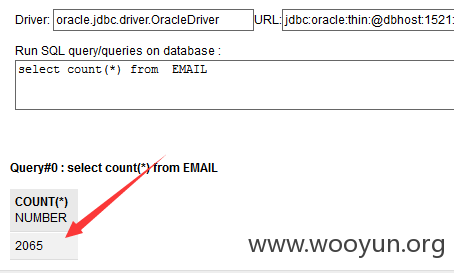 Driver: oracle.jdbc.driver.OracleDriver URL: jdbc:oracle:thin:@dbhost:1521:
Run SQL query/queries on database :
select count(*) from  EMAIL
Query#0 : select count(*) from EMAIL
COUNT(*)
NUMBER
2065
www.wooyun.org